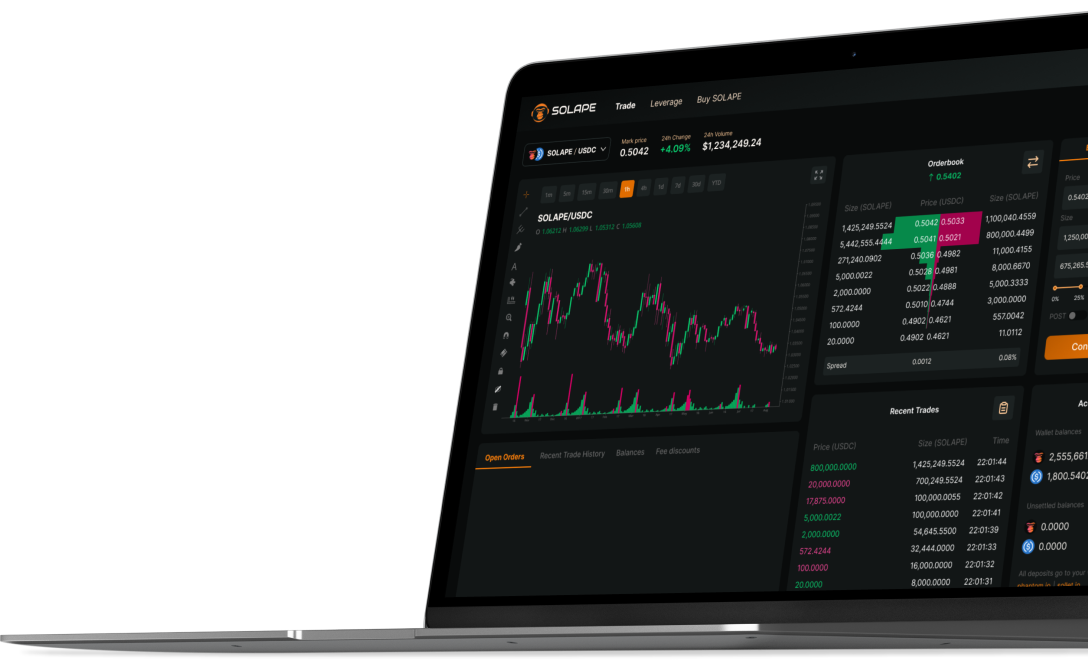 SOLAPE Trade Leverage Buy SOLAPE
SOLAPE / USDC
Mark price
0.5042
24h Change
+4.09%
24h Volume
$1,234,249.24
1m 5m 15m 30m 1h 4h 1d 7d 30d YTD
SOLAPE/USDC
O 1.06212 H 1.06299 L 1.05312 C 1.05608
Open Orders Recent Trade History Balances Fee discounts
Orderbook
↑ 0.5402
Size (SOLAPE) Price (USDC) Size (SOLAPE)
1,425,249.5524 0.5042 0.5033 1,100,040.4559
5,442,555.4444 0.5041 0.5021 800,000.4499
271,240.0902 0.5036 0.4982 11,000.4155
5,000.0022 0.5028 0.4981 8,000.6670
2,000.0000 0.5022 0.4888 5,000.3333
572.4244 0.5010 0.4744 3,000.0000
100.0000 0.4902 0.4621 557.0042
20.0000 0.4902 0.4621 11.0112
Spread 0.0012 0.08%
Recent Trades
Price (USDC) Size (SOLAPE) Time
800,000.0000 1,425,249.5524 22:01:44
20,000.0000 700,249.5524 22:01:43
17,875.0000 100,000.0055 22:01:42
5,000.0022 100,000.0000 22:01:41
2,000.0000 54,645.5500 22:01:39
572.4244 32,444.0000 22:01:33
100.0000 16,000.0000 22:01:32
20.0000 8,000.0000 22:01:31
Price
0.5402
Size
1,250,00
675,265.5
0% 25%
POST
Con
Ac
Wallet balances
2,555,661
1,800.5402
Unsettled balances
0.0000
0.0000
All deposits go to your
phantom.io | sollet.io